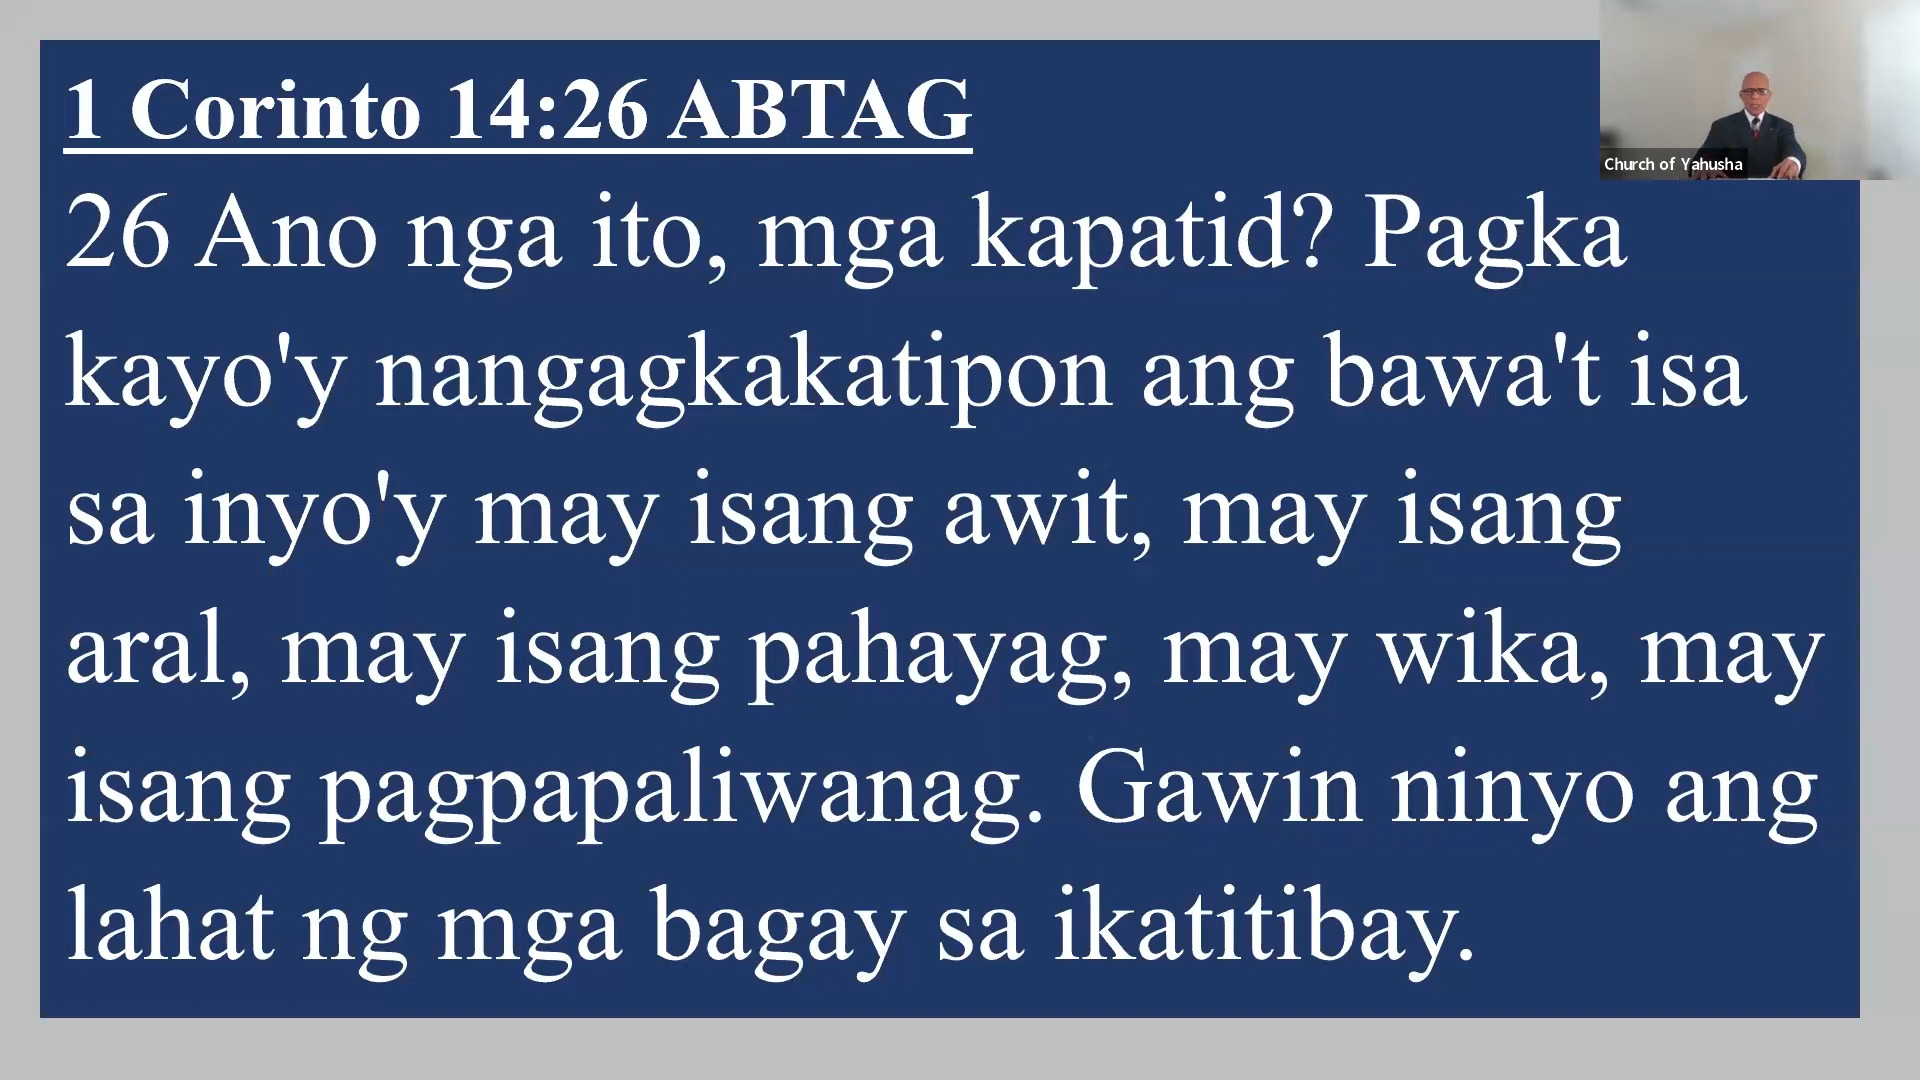 1 Corinto 14:26 ABTAG
26 Ano nga ito, mga kapatid? Pagka
kayo'y nangagkakatipon ang bawa't isa
sa inyo'y may isang awit, may isang
aral, may isang pahayag, may wika, may
isang pagpapaliwanag. Gawin ninyo ang
lahat ng mga bagay sa ikatitibay.
Church of Yahusha